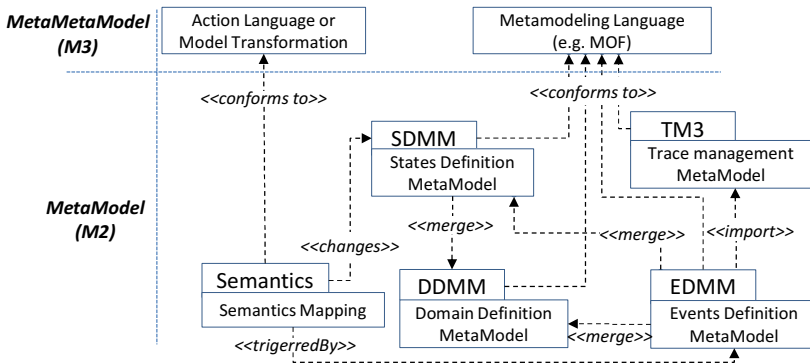 MetaMetaModel
(M3)
Action Language or
Model Transformation
Metamodeling Language
(e.g. MOF)
<<conforms to>>
<<conforms to>>
SDMM
States Definition
MetaModel
TM3
Trace management
MetaModel
MetaModel
(M2)
<<changes>>
<<merge>>
<<merge>>
<<import>>
Semantics
Semantics Mapping
DDMM
Domain Definition
MetaModel
EDMM
Events Definition
MetaModel
<<merge>>
<<trigerredBy>>